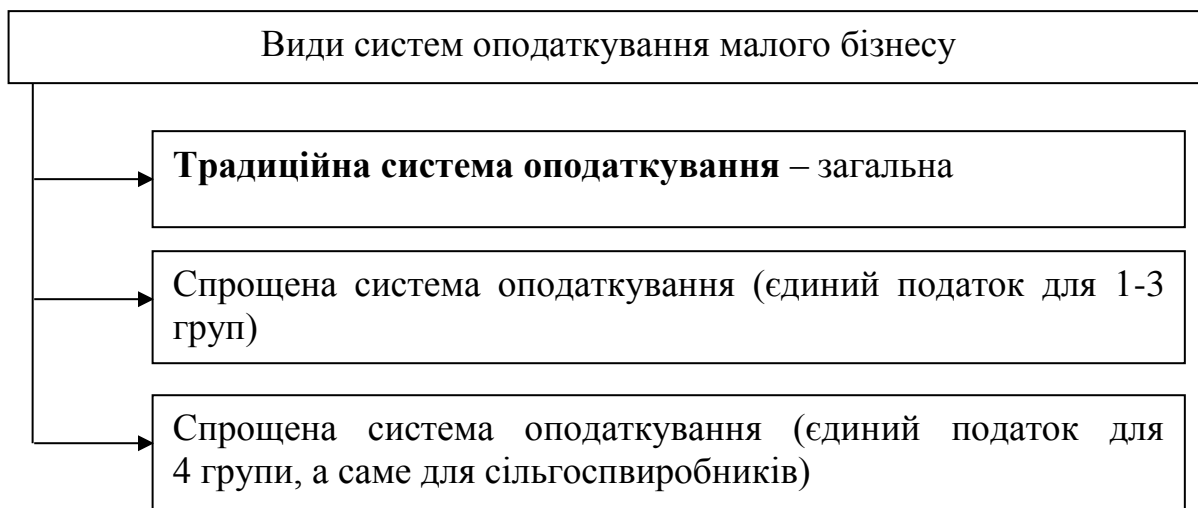 Види систем оподаткування малого бізнесу
Традиційна система оподаткування – загальна
Спрощена система оподаткування (єдиний податок для 1-3
груп)
Спрощена система оподаткування (єдиний податок для
4 групи, а саме для сільгоспвиробників)